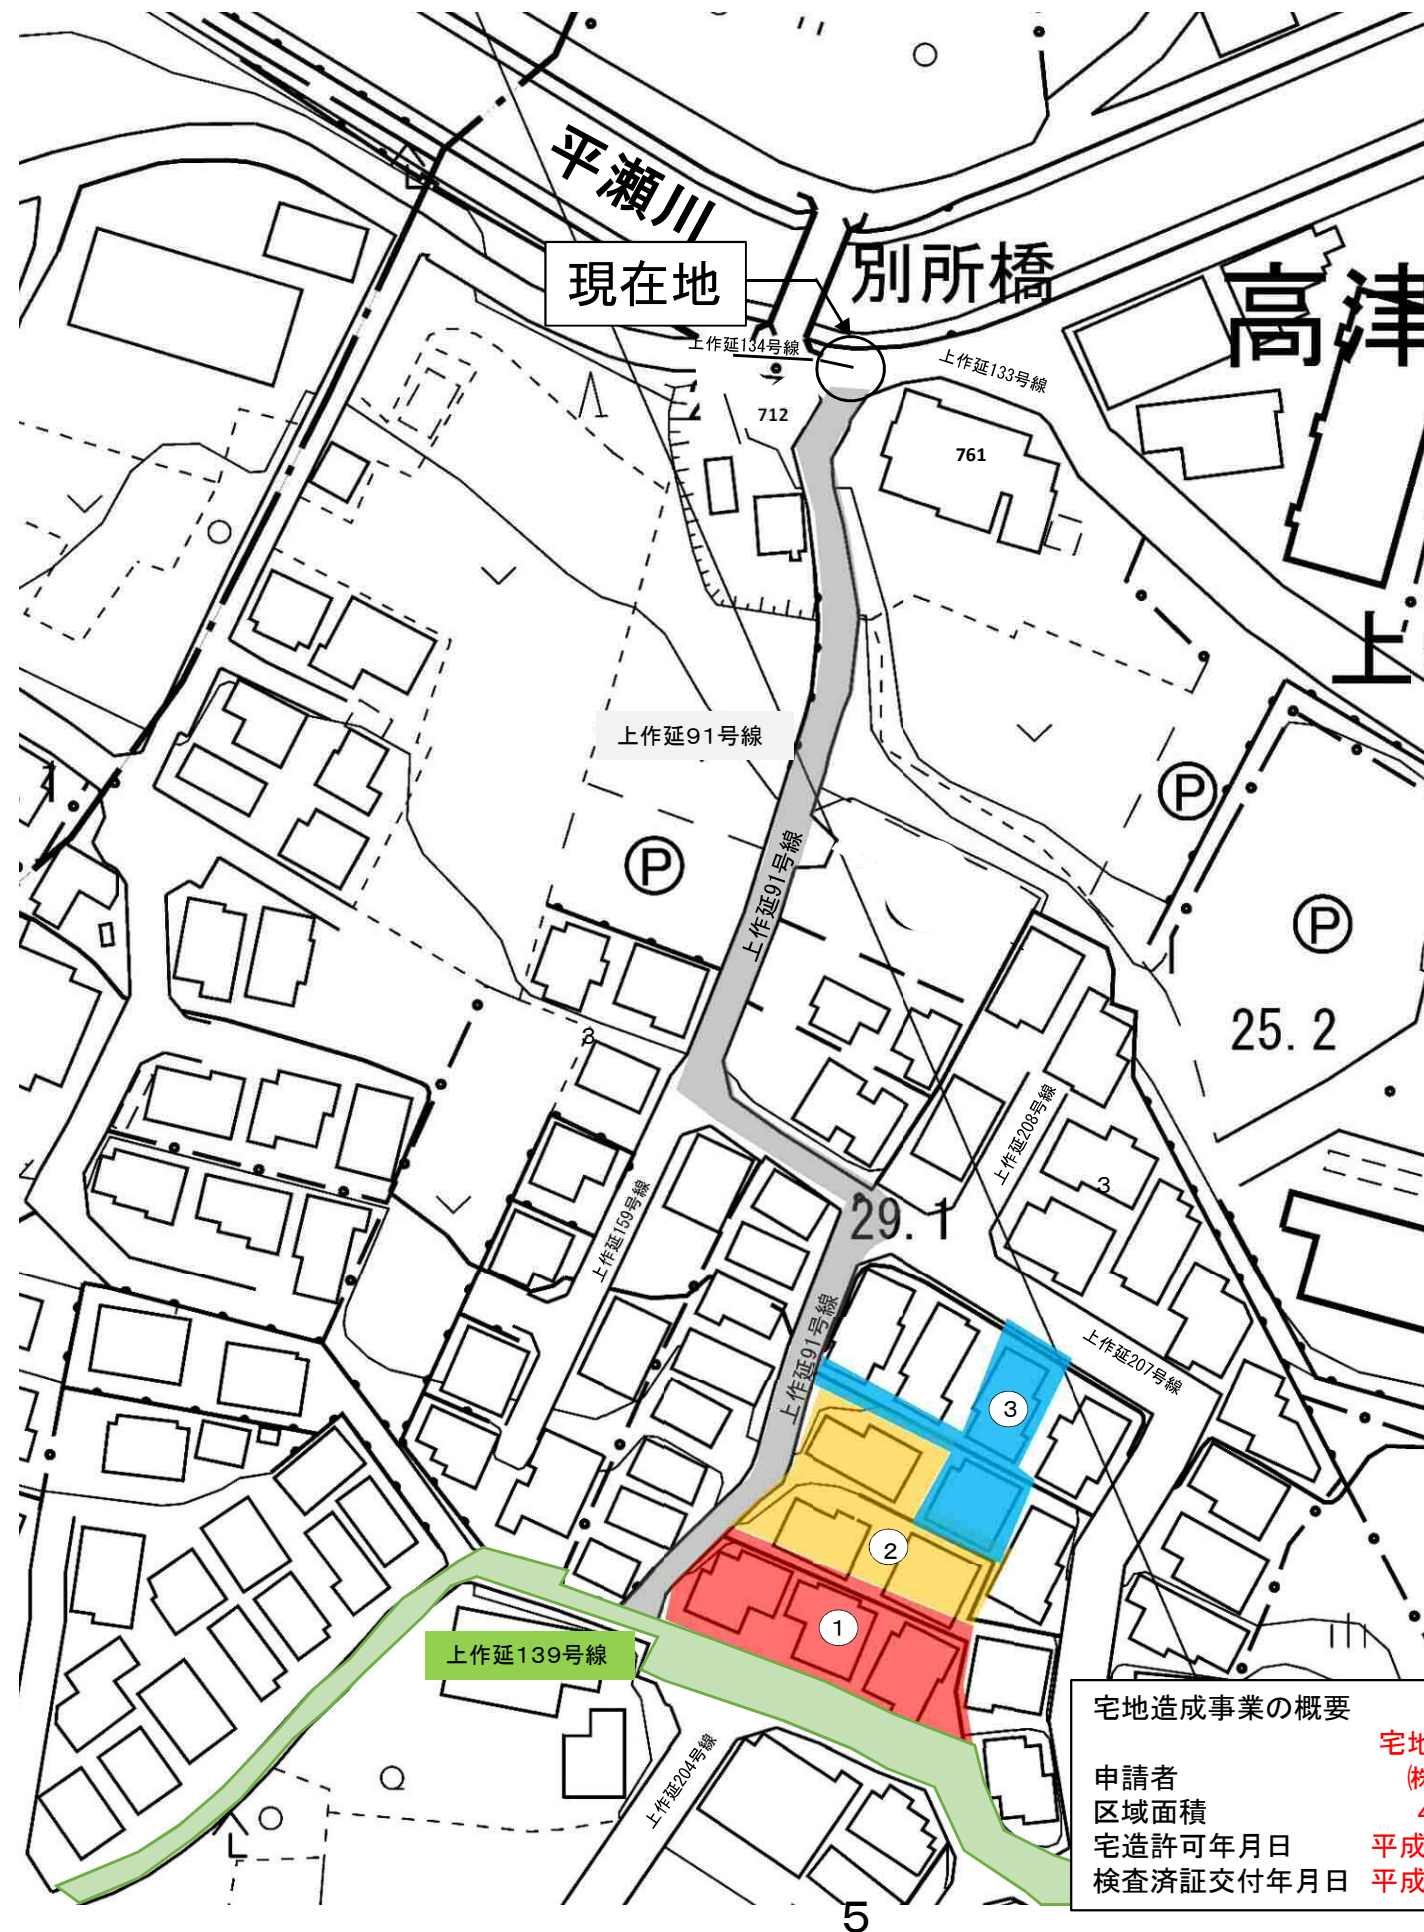 平瀬川
現在地
別所橋
高津
上作延134号線
上作延133号線
712
761
上
上作延91号線
P
P
上作延91号線
P
25.2
3
上作延208号線
3
上作延159号線
29.1
上作延91号線
上作延207号線
3
2
1
上作延139号線
上作延204号線
宅地造成事業の概要
宅地
申請者 ㈱
区域面積 4
宅造許可年月日 平成
検査済証交付年月日 平成
5